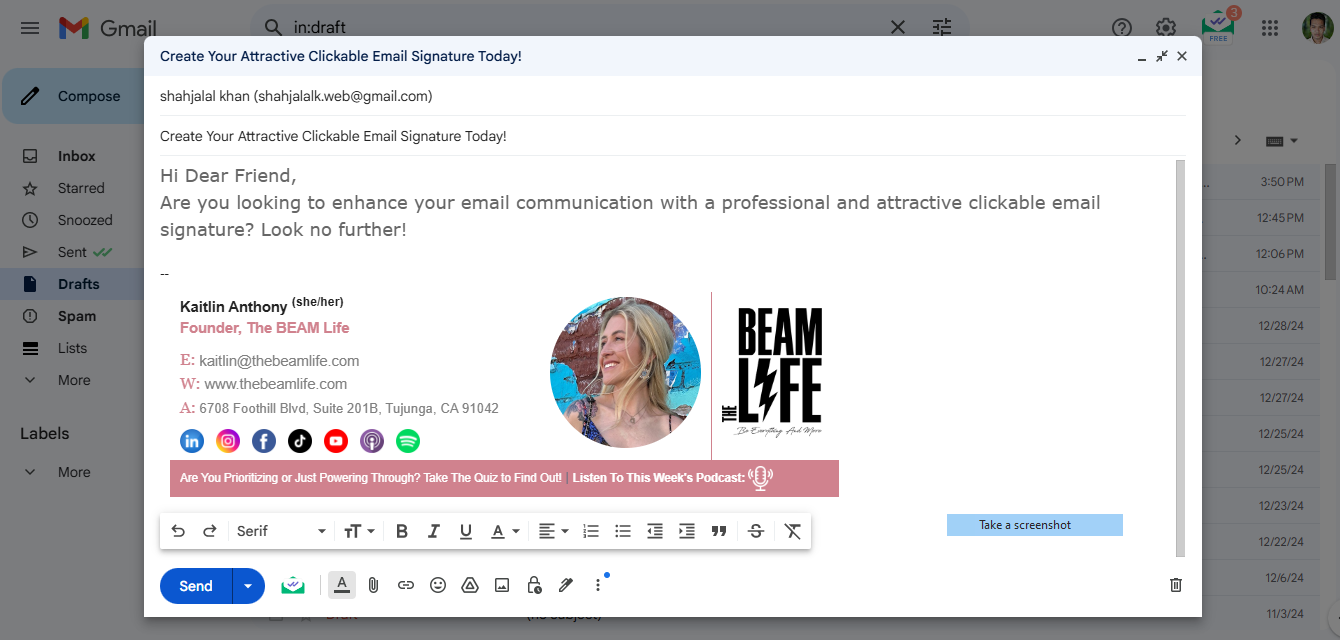 Gmail
in:draft
3
FREE
Compose
Inbox
Starred
Snoozed
Sent
Drafts
Spam
Lists
More
Labels
More
Create Your Attractive Clickable Email Signature Today!
shahjalal khan (shahjalalk.web@gmail.com)
Create Your Attractive Clickable Email Signature Today!
Hi Dear Friend,
Are you looking to enhance your email communication with a professional and attractive clickable email
signature? Look no further!
--
Kaitlin Anthony (she/her)
Founder, The BEAM Life
E: kaitlin@thebeamlife.com
W: www.thebeamlife.com
A: 6708 Foothill Blvd, Suite 201B, Tujunga, CA 91042
THE BEAM LIFE
Be Everything And More
Are You Prioritizing or Just Powering Through? Take The Quiz to Find Out! | Listen To This Week's Podcast:
Serif
Take a screenshot
Send
3:50 PM
12:45 PM
12:06 PM
10:24 AM
12/28/24
12/27/24
12/27/24
12/25/24
12/25/24
12/23/24
12/22/24
12/6/24
Draft
(no subject)
11/3/24